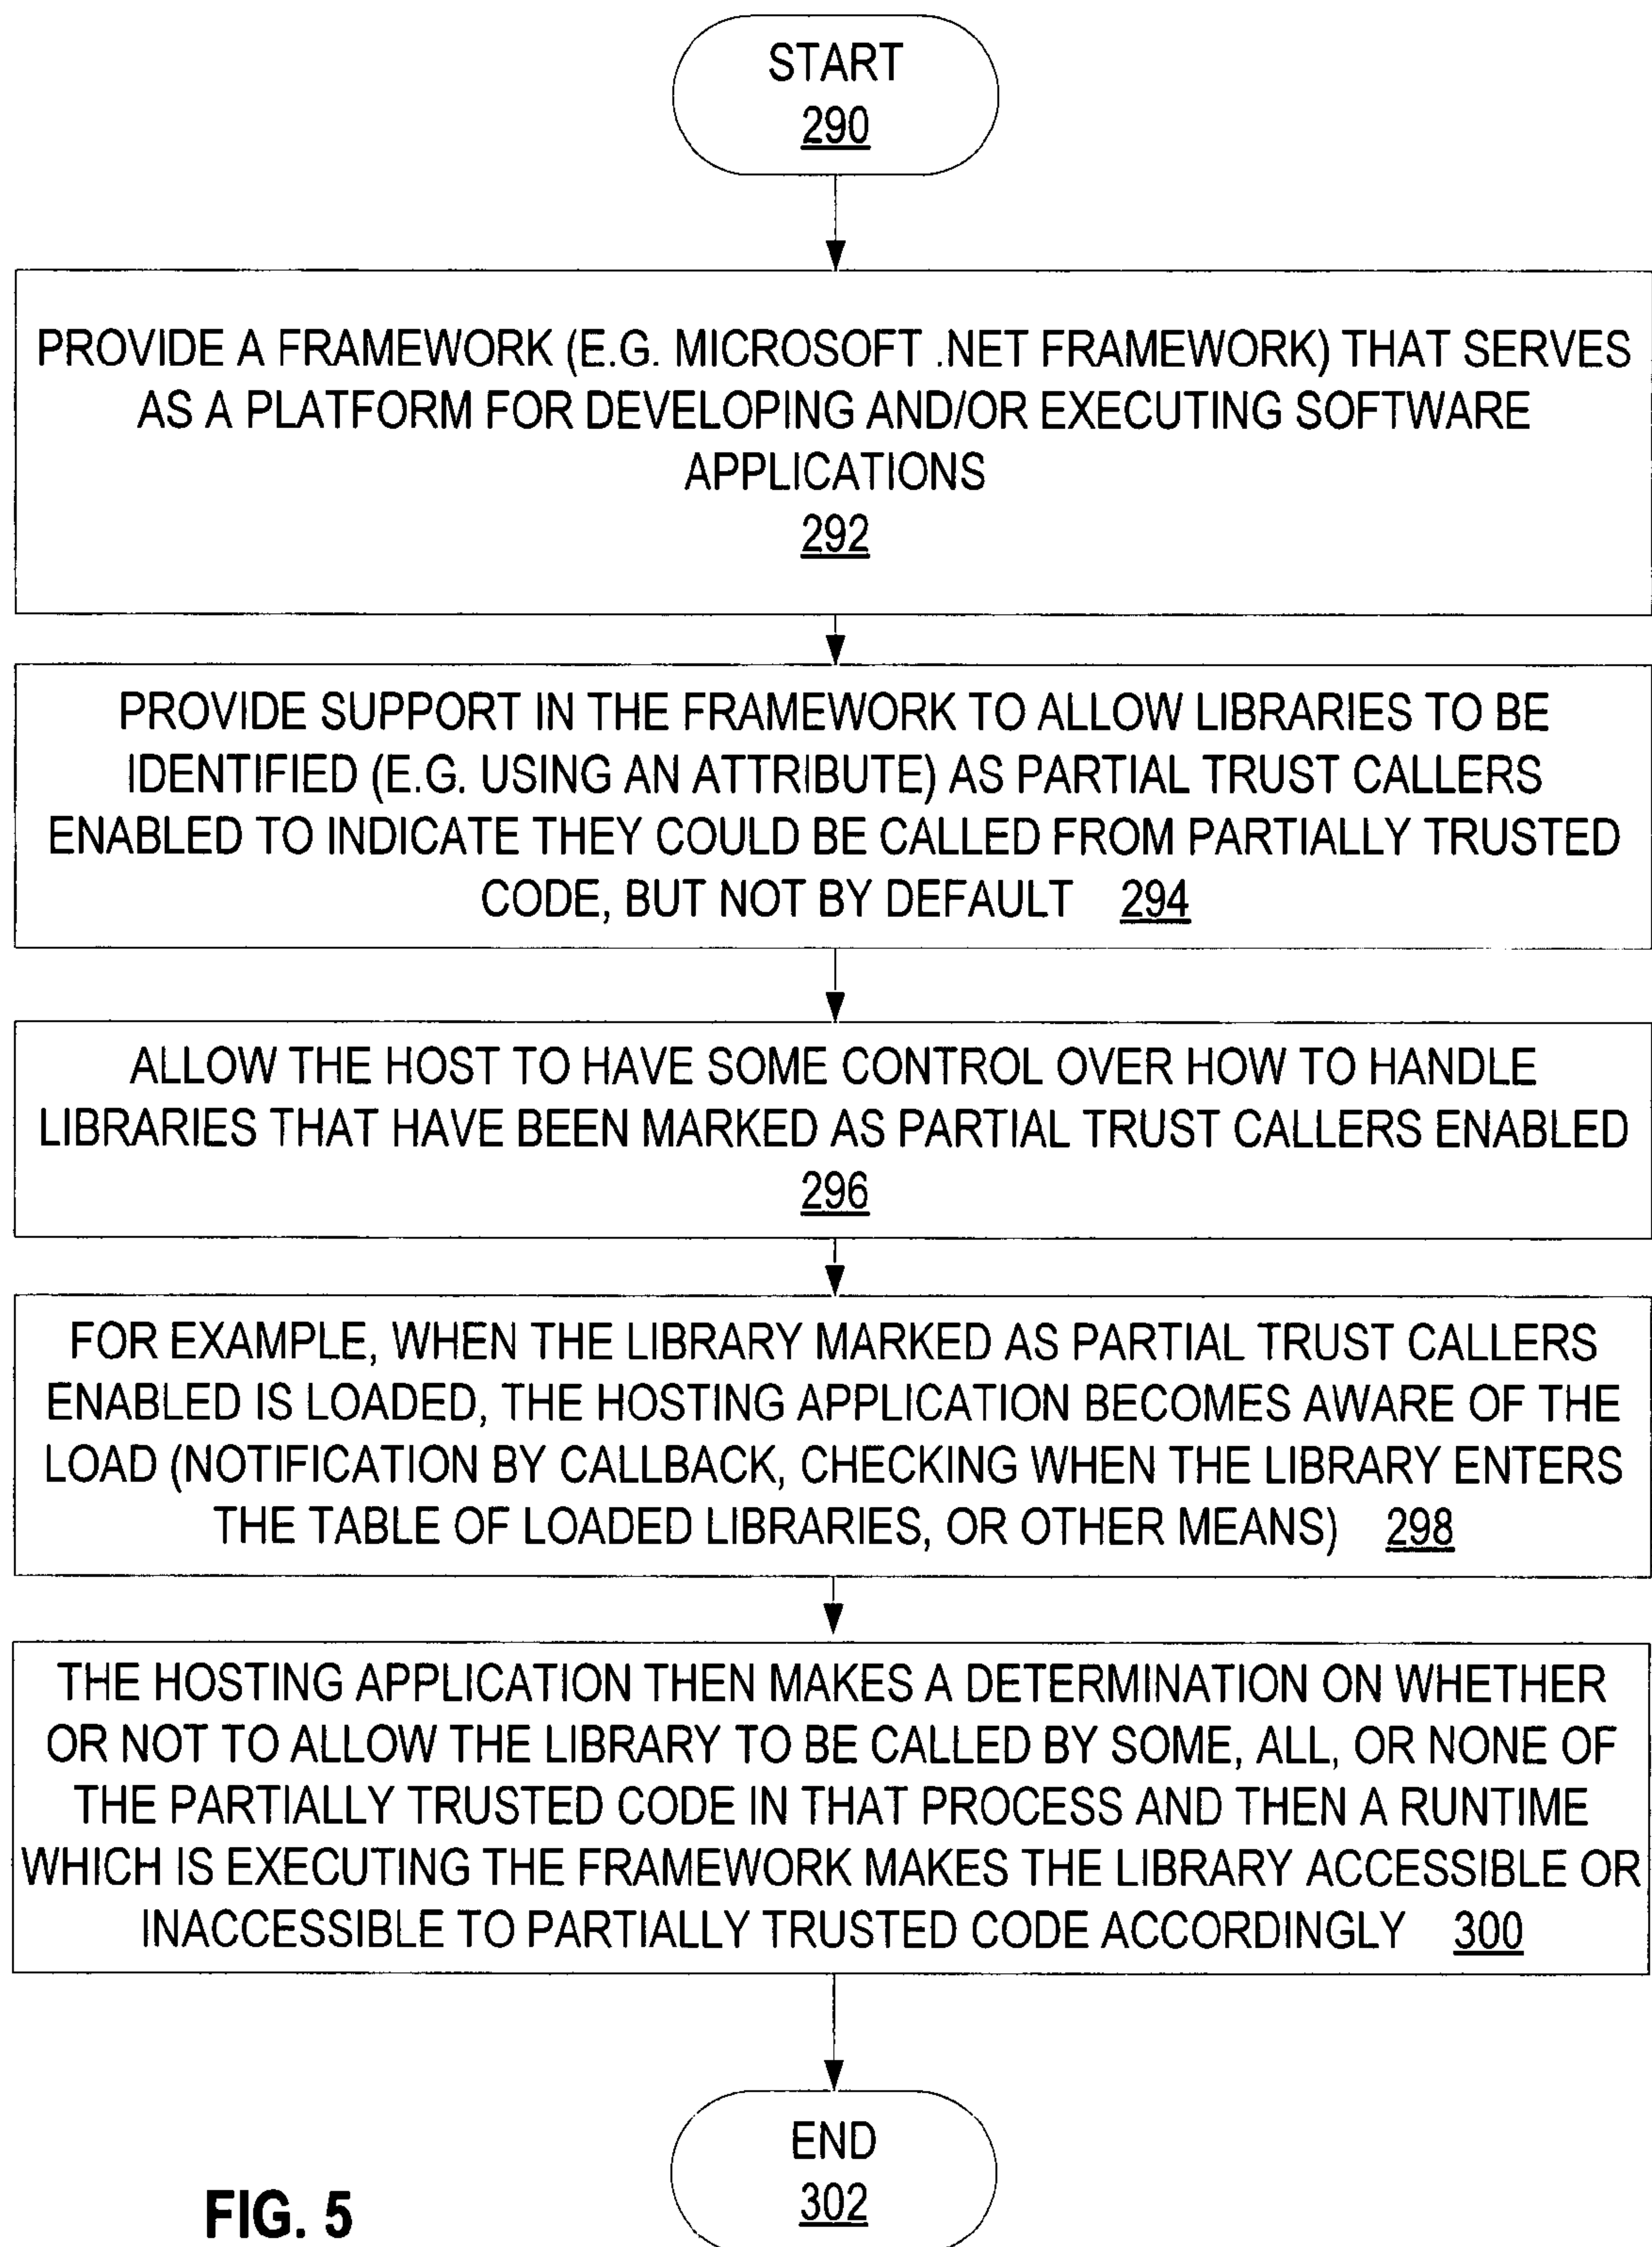 START
290
PROVIDE A FRAMEWORK (E.G. MICROSOFT .NET FRAMEWORK) THAT SERVES
AS A PLATFORM FOR DEVELOPING AND/OR EXECUTING SOFTWARE
APPLICATIONS
292
PROVIDE SUPPORT IN THE FRAMEWORK TO ALLOW LIBRARIES TO BE
IDENTIFIED (E.G. USING AN ATTRIBUTE) AS PARTIAL TRUST CALLERS
ENABLED TO INDICATE THEY COULD BE CALLED FROM PARTIALLY TRUSTED
CODE, BUT NOT BY DEFAULT 294
ALLOW THE HOST TO HAVE SOME CONTROL OVER HOW TO HANDLE
LIBRARIES THAT HAVE BEEN MARKED AS PARTIAL TRUST CALLERS ENABLED
296
FOR EXAMPLE, WHEN THE LIBRARY MARKED AS PARTIAL TRUST CALLERS
ENABLED IS LOADED, THE HOSTING APPLICATION BECOMES AWARE OF THE
LOAD (NOTIFICATION BY CALLBACK, CHECKING WHEN THE LIBRARY ENTERS
THE TABLE OF LOADED LIBRARIES, OR OTHER MEANS) 298
THE HOSTING APPLICATION THEN MAKES A DETERMINATION ON WHETHER
OR NOT TO ALLOW THE LIBRARY TO BE CALLED BY SOME, ALL, OR NONE OF
THE PARTIALLY TRUSTED CODE IN THAT PROCESS AND THEN A RUNTIME
WHICH IS EXECUTING THE FRAMEWORK MAKES THE LIBRARY ACCESSIBLE OR
INACCESSIBLE TO PARTIALLY TRUSTED CODE ACCORDINGLY 300
END
302
FIG. 5